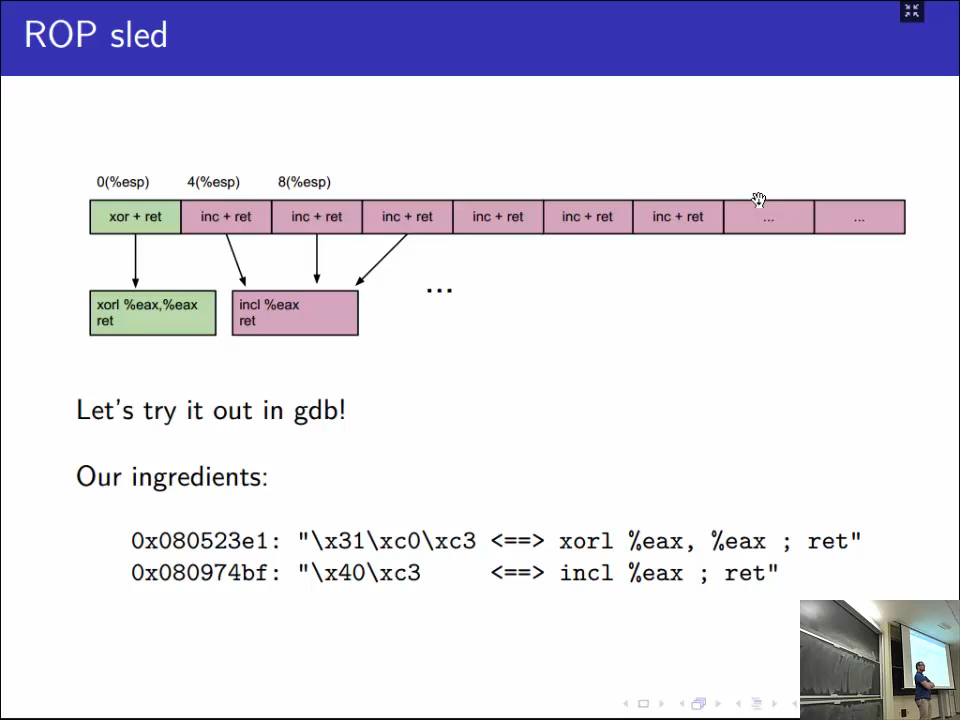 ROP sled
0(%esp) 4(%esp) 8(%esp)
xor + ret inc + ret inc + ret inc + ret inc + ret inc + ret inc + ret ... ...
xorl %eax,%eax
ret
incl %eax
ret
...
Let's try it out in gdb!
Our ingredients:
0x080523e1: "\x31\xc0\xc3 <==> xorl %eax, %eax ; ret"
0x080974bf: "\x40\xc3 <==> incl %eax ; ret"